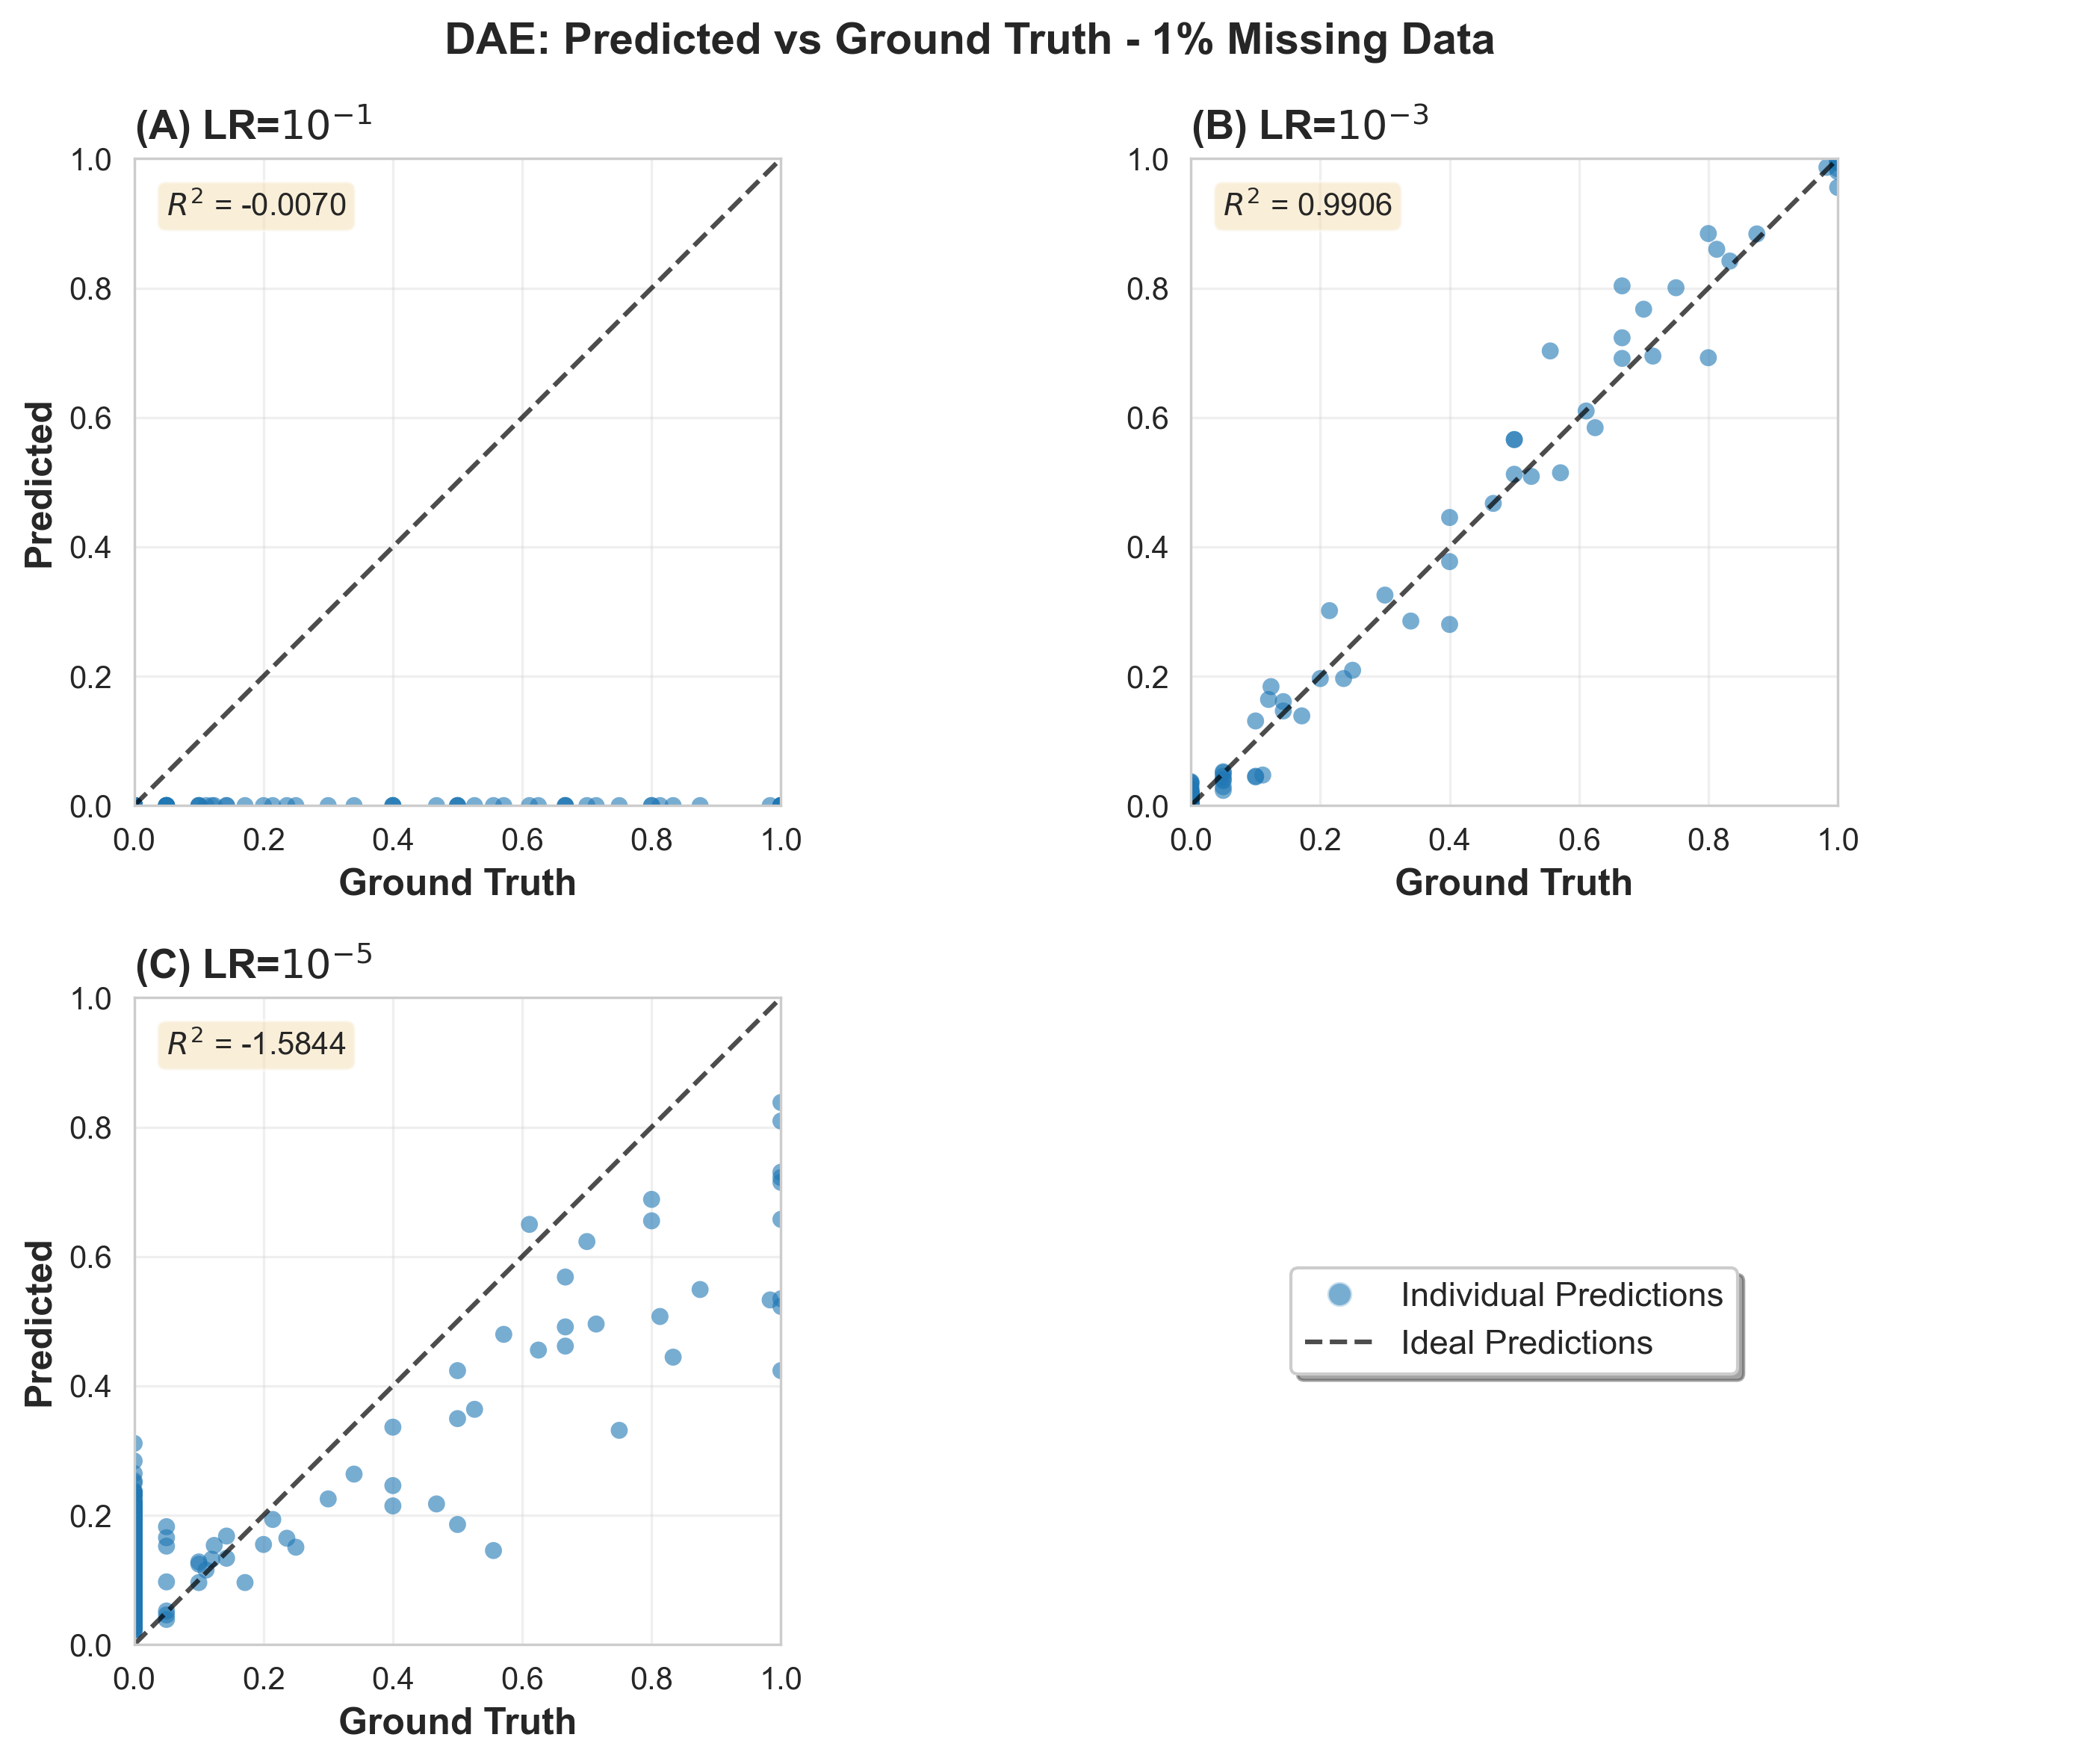 DAE: Predicted vs Ground Truth - 1% Missing Data
(A) LR=10⁻¹
R² = -0.0070
1.0
0.8
0.6
0.4
0.2
0.0
Predicted
0.0 0.2 0.4 0.6 0.8 1.0
Ground Truth
(B) LR=10⁻³
R² = 0.9906
1.0
0.8
0.6
0.4
0.2
0.0
0.0 0.2 0.4 0.6 0.8 1.0
Ground Truth
(C) LR=10⁻⁵
R² = -1.5844
1.0
0.8
0.6
0.4
0.2
0.0
Predicted
0.0 0.2 0.4 0.6 0.8 1.0
Ground Truth
Individual Predictions
Ideal Predictions